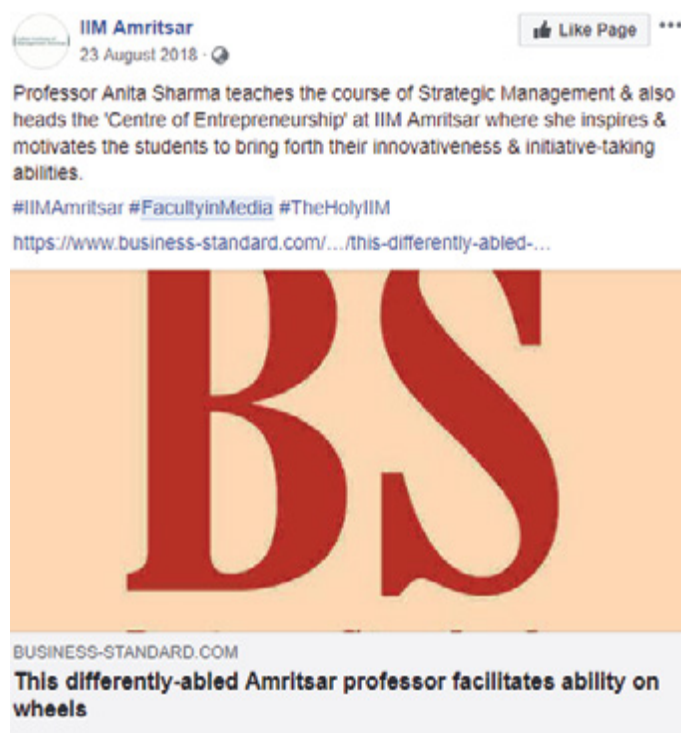 IIM Amritsar
Like Page
23 August 2018
Professor Anita Sharma teaches the course of Strategic Management & also
heads the 'Centre of Entrepreneurship' at IIM Amritsar where she inspires &
motivates the students to bring forth their innovativeness & initiative-taking
abilities.
#IIMAmritsar #FacultyinMedia #TheHolyIIM
https://www.business-standard.com/.../this-differently-abled-...
BS
BUSINESS-STANDARD.COM
This differently-abled Amritsar professor facilitates ability on
wheels